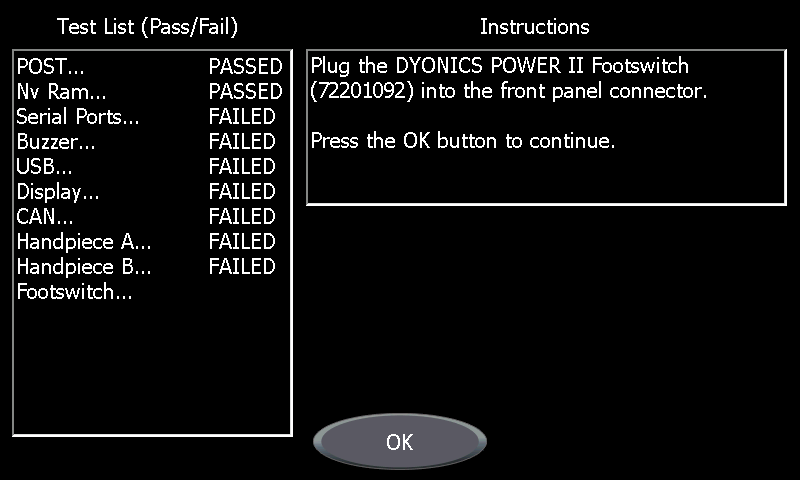 Test List (Pass/Fail)
POST... PASSED
Nv Ram... PASSED
Serial Ports... FAILED
Buzzer... FAILED
USB... FAILED
Display... FAILED
CAN... FAILED
Handpiece A... FAILED
Handpiece B... FAILED
Footswitch...
Instructions
Plug the DYONICS POWER II Footswitch
(72201092) into the front panel connector.
Press the OK button to continue.
OK